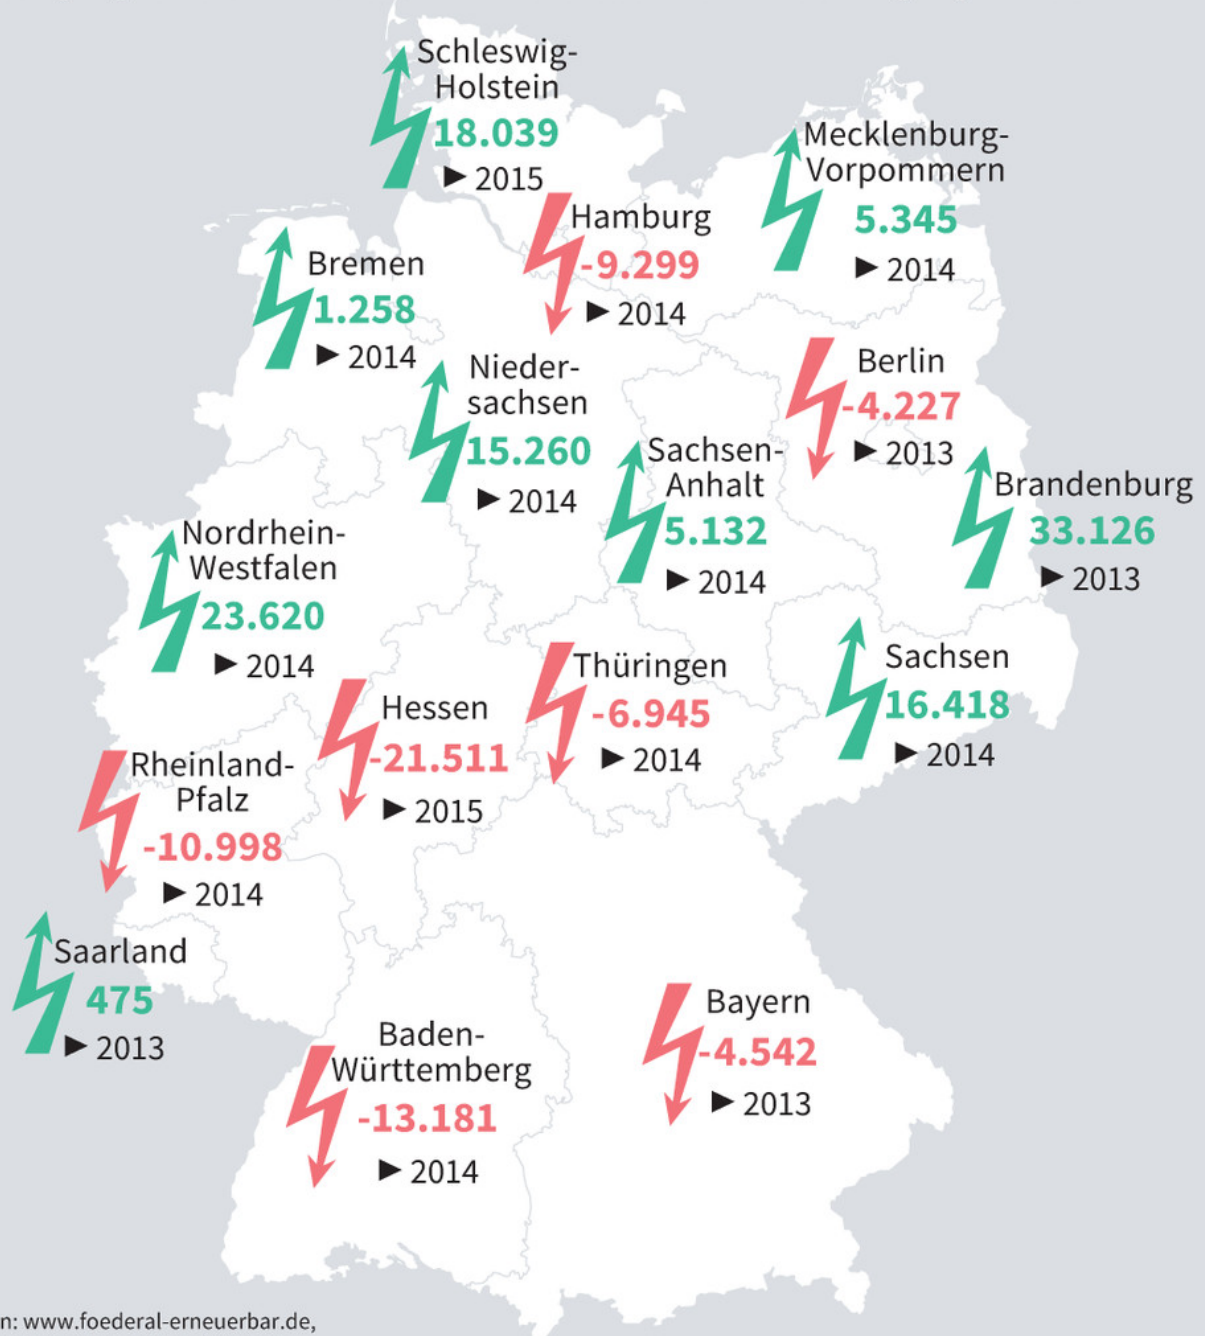 Schleswig-
Holstein
18.039
► 2015
Mecklenburg-
Vorpommern
5.345
► 2014
Hamburg
-9.299
► 2014
Bremen
1.258
► 2014
Nieder-
sachsen
15.260
► 2014
Berlin
-4.227
► 2013
Sachsen-
Anhalt
5.132
► 2014
Brandenburg
33.126
► 2013
Nordrhein-
Westfalen
23.620
► 2014
Thüringen
-6.945
► 2014
Sachsen
16.418
► 2014
Hessen
-21.511
► 2015
Rheinland-
Pfalz
-10.998
► 2014
Saarland
475
► 2013
Bayern
-4.542
► 2013
Baden-
Württemberg
-13.181
► 2014
n: www.foederal-erneuerbar.de,